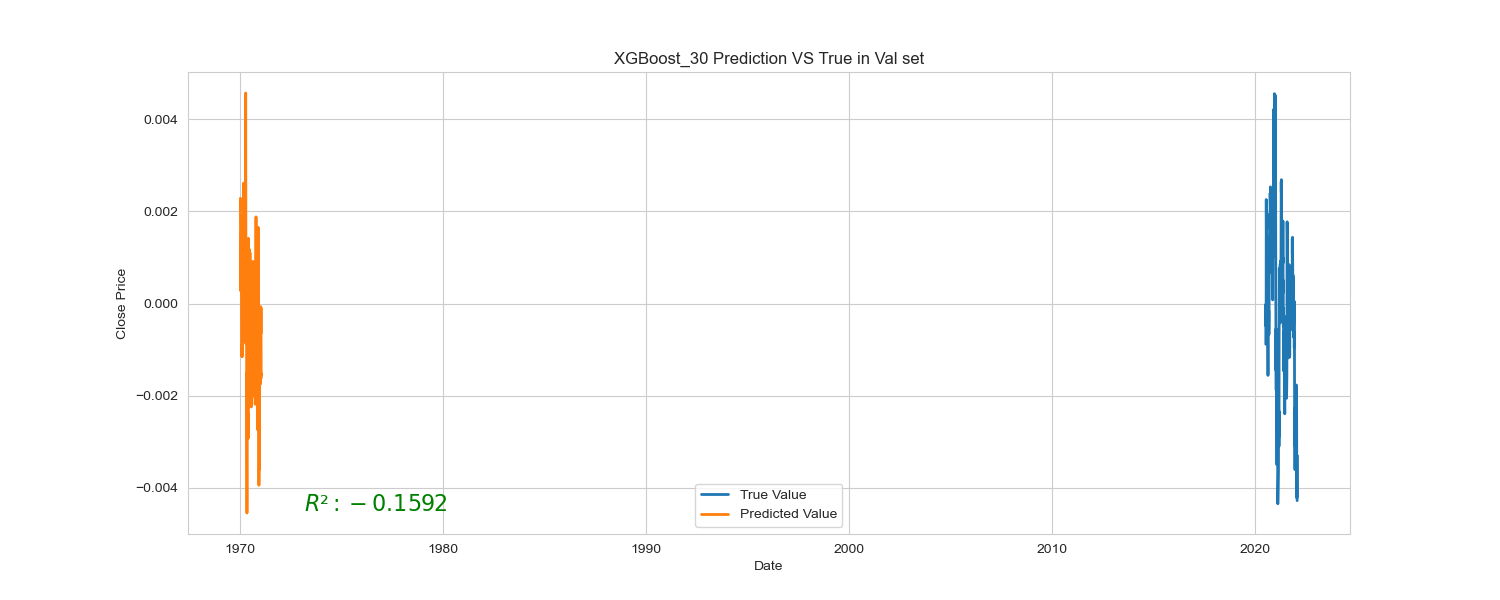 XGBoost_30 Prediction VS True in Val set
Close Price
0.004
0.002
0.000
−0.002
−0.004
R²: −0.1592
True Value
Predicted Value
1970
1980
1990
2000
2010
2020
Date